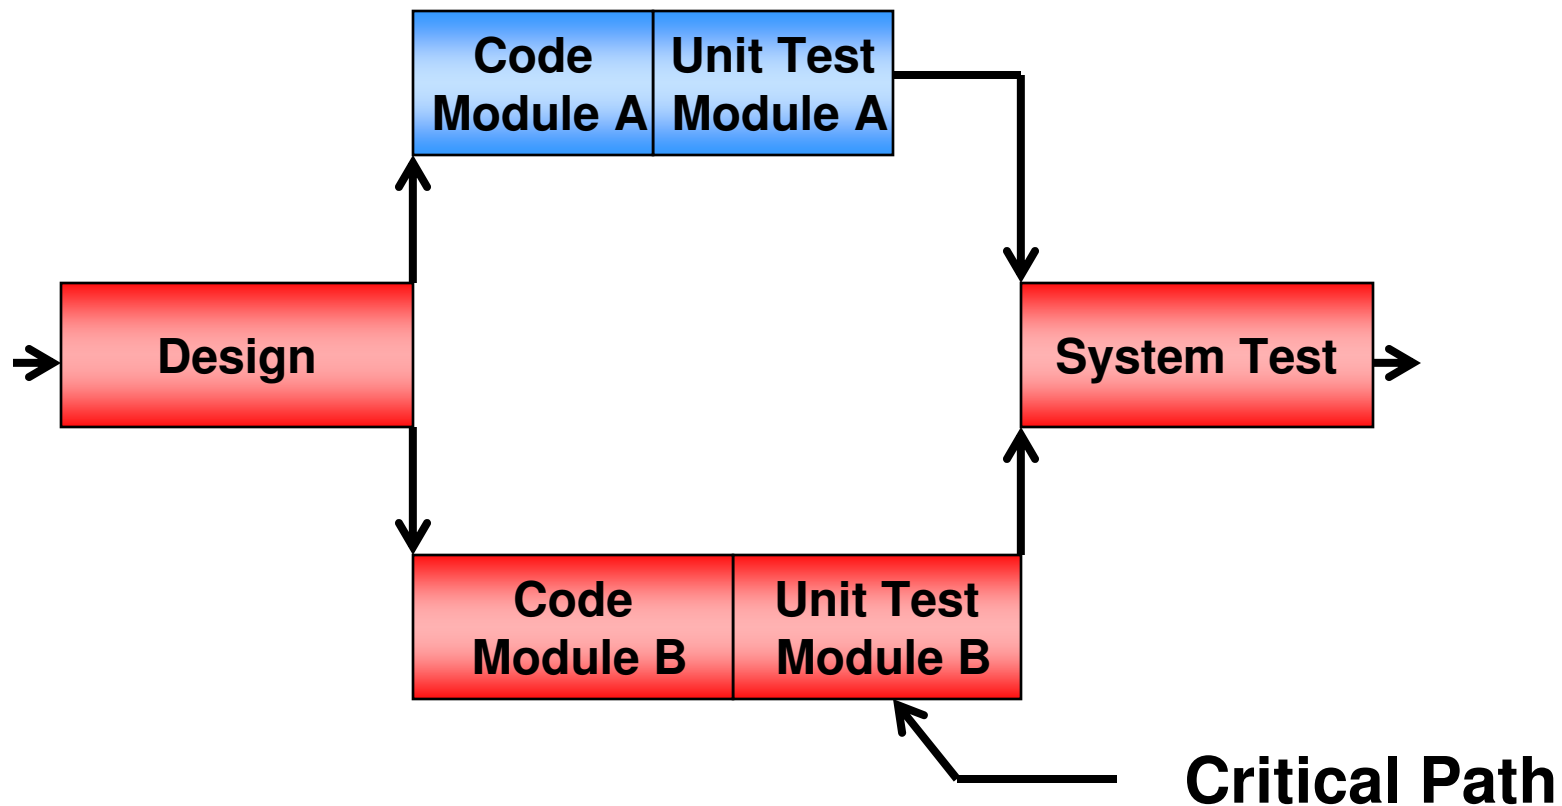 Code
Module A
Unit Test
Module A
Design
System Test
Code
Module B
Unit Test
Module B
Critical Path